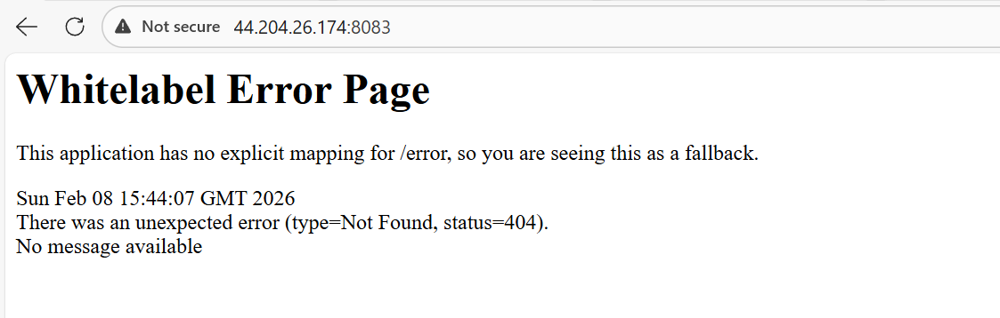 Not secure 44.204.26.174:8083
Whitelabel Error Page
This application has no explicit mapping for /error, so you are seeing this as a fallback.
Sun Feb 08 15:44:07 GMT 2026
There was an unexpected error (type=Not Found, status=404).
No message available